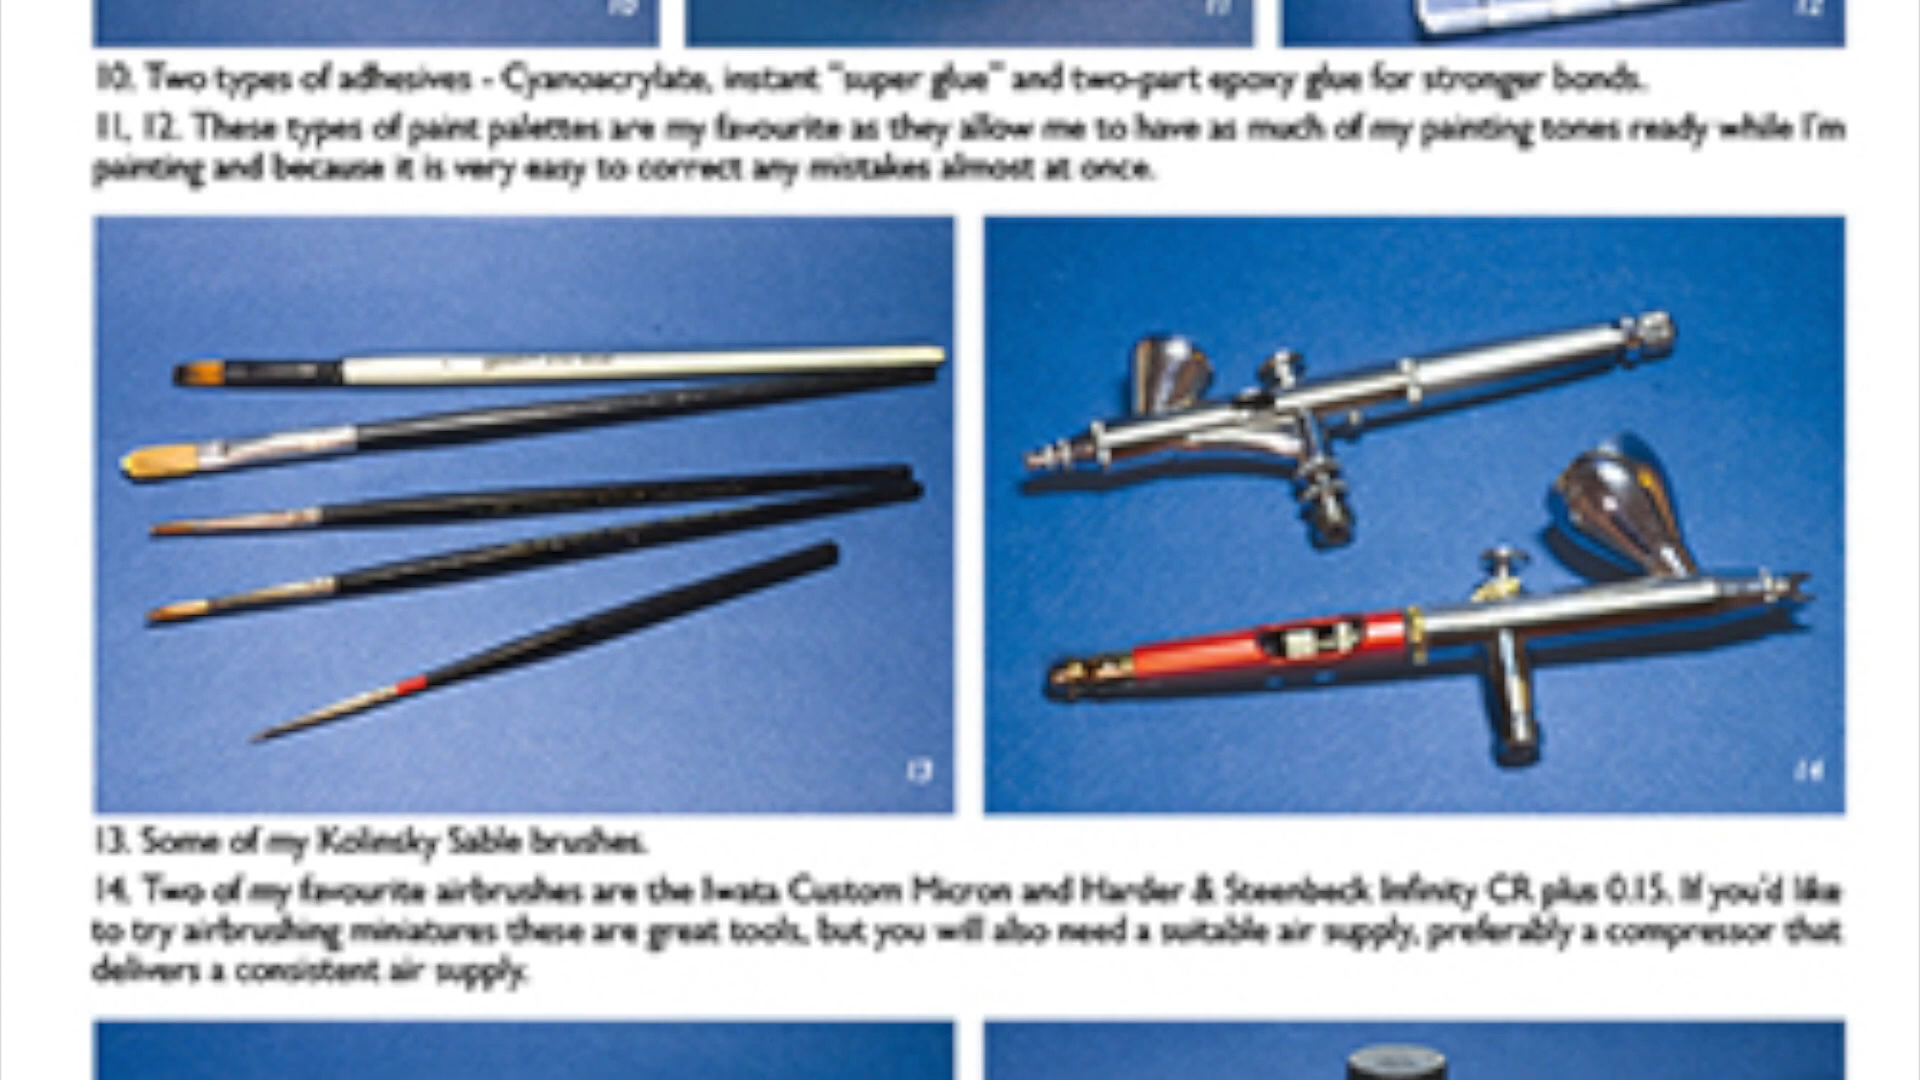 10 11 12
10. Two types of adhesives - Cyanoacrylate, instant "super glue" and two-part epoxy glue for stronger bonds.
11, 12. These types of paint palettes are my favourite as they allow me to have as much of my painting tones ready while I'm
painting and because it is very easy to correct any mistakes almost at once.
13 14
13. Some of my Kolinsky Sable brushes.
14. Two of my favourite airbrushes are the Iwata Custom Micron and Harder & Steenbeck Infinity CR plus 0.15. If you'd like
to try airbrushing miniatures these are great tools, but you will also need a suitable air supply, preferably a compressor that
delivers a consistent air supply.